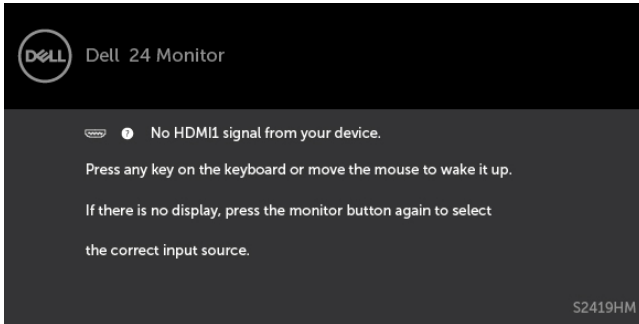 DELL
Dell 24 Monitor
? No HDMI1 signal from your device.
Press any key on the keyboard or move the mouse to wake it up.
If there is no display, press the monitor button again to select
the correct input source.
S2419HM